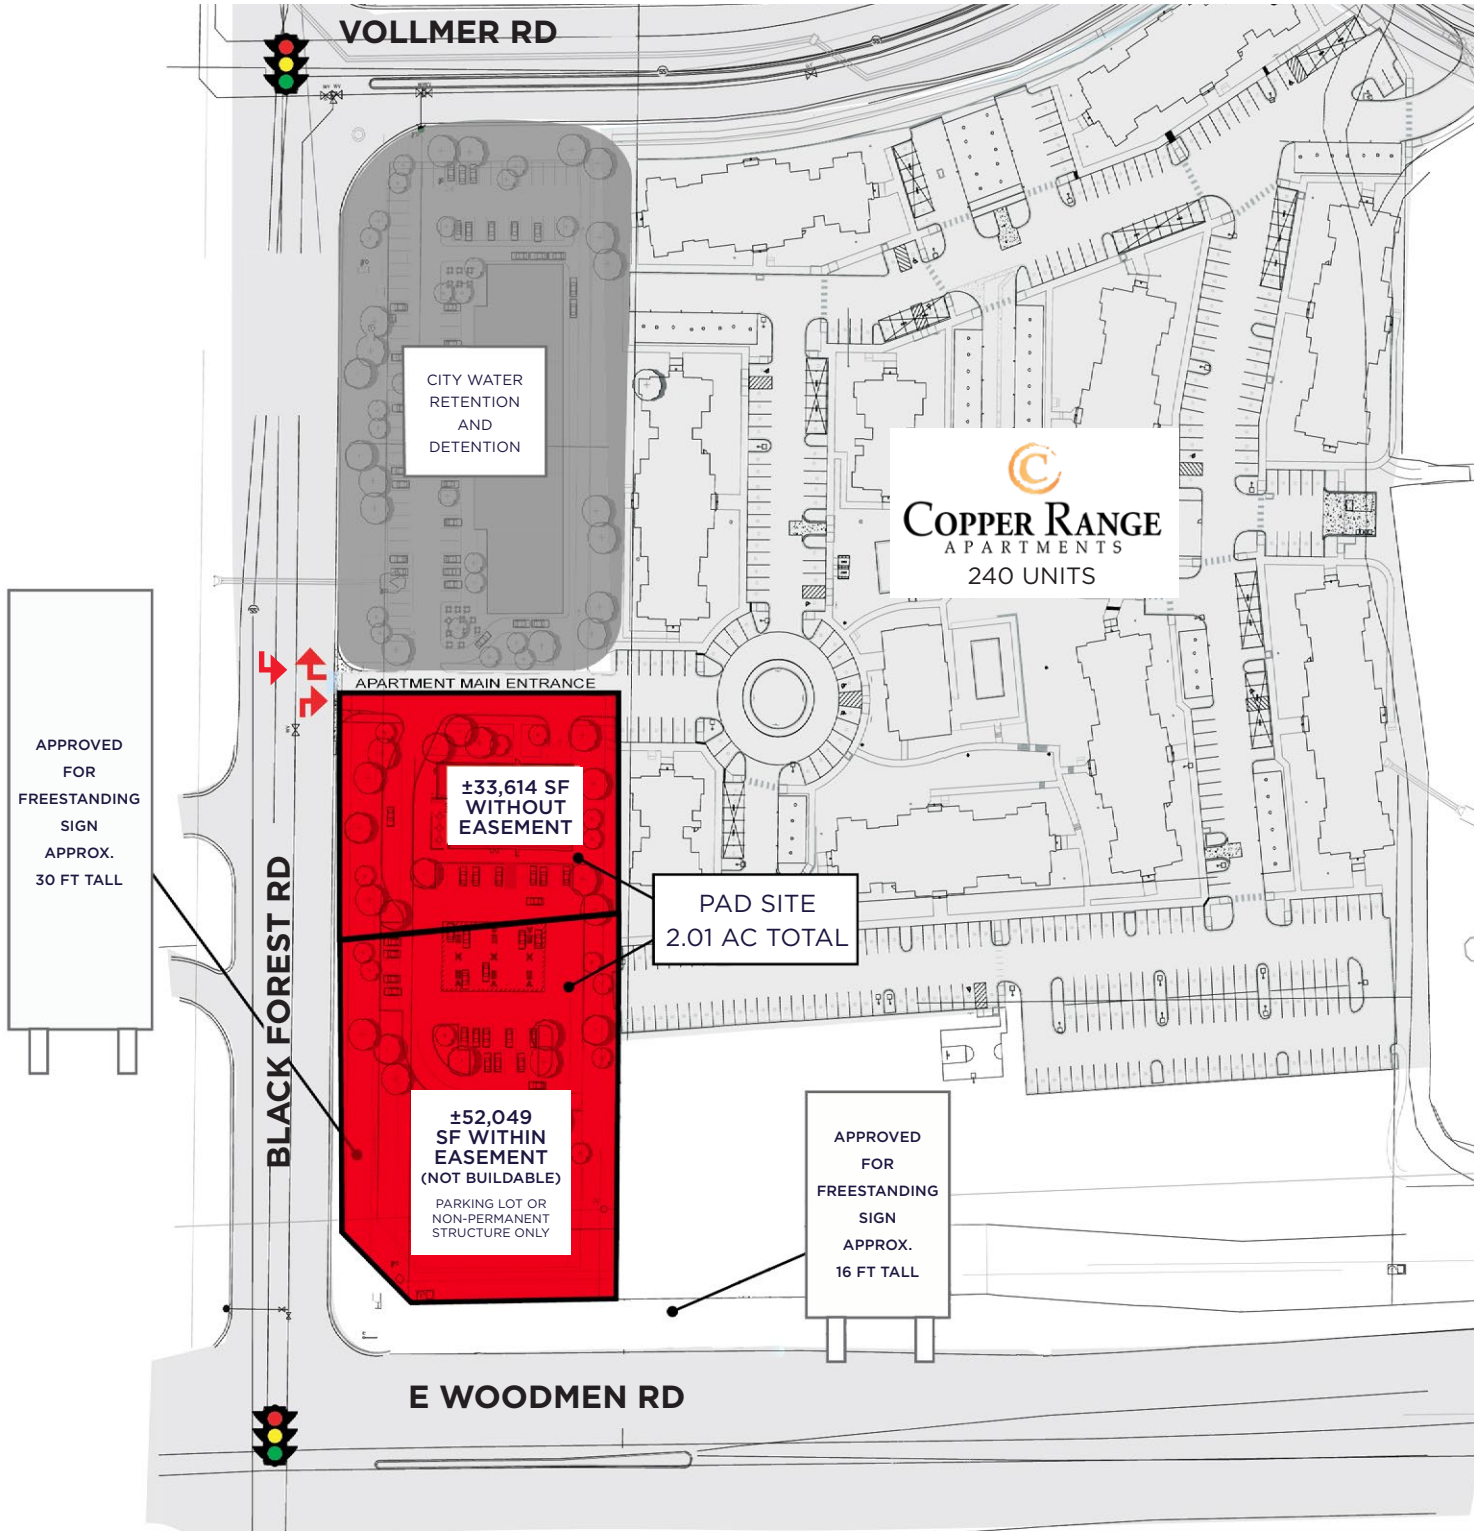 VOLLMER RD
CITY WATER
RETENTION
AND
DETENTION
C
COPPER RANGE
APARTMENTS
240 UNITS
APARTMENT MAIN ENTRANCE
APPROVED
FOR
FREESTANDING
SIGN
APPROX.
30 FT TALL
±33,614 SF
WITHOUT
EASEMENT
PAD SITE
2.01 AC TOTAL
BLACK FOREST RD
±52,049
SF WITHIN
EASEMENT
(NOT BUILDABLE)
PARKING LOT OR
NON-PERMANENT
STRUCTURE ONLY
APPROVED
FOR
FREESTANDING
SIGN
APPROX.
16 FT TALL
E WOODMEN RD